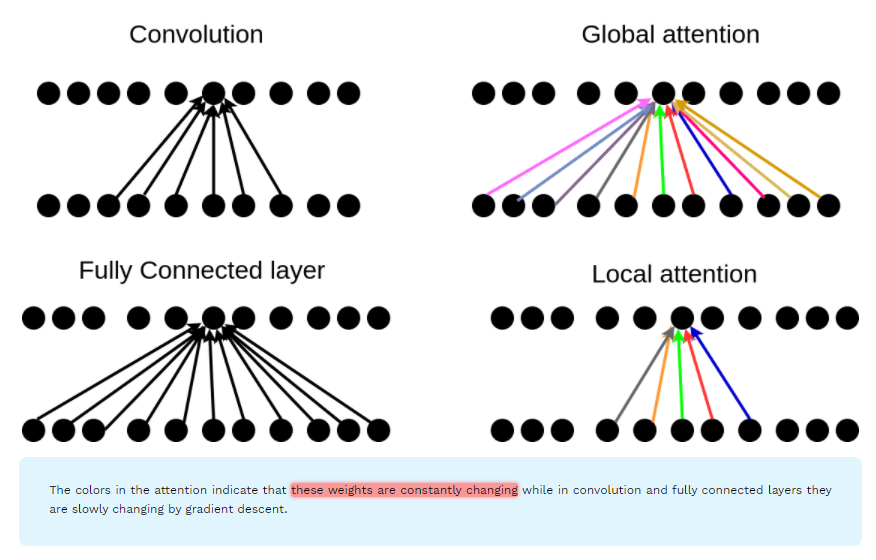 Convolution
Global attention
Fully Connected layer
Local attention
The colors in the attention indicate that these weights are constantly changing while in convolution and fully connected layers they
are slowly changing by gradient descent.